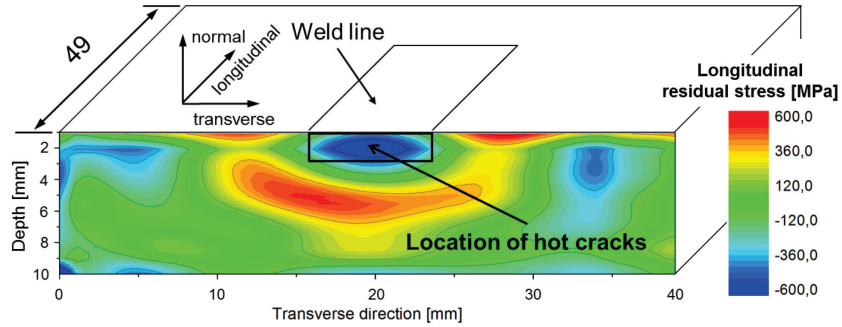 49
normal
longitudinal
transverse
Weld line
Longitudinal
residual stress [MPa]
600,0
360,0
120,0
-120,0
-360,0
-600,0
Depth [mm]
2
4
6
8
10
Location of hot cracks
0
10
20
30
40
Transverse direction [mm]